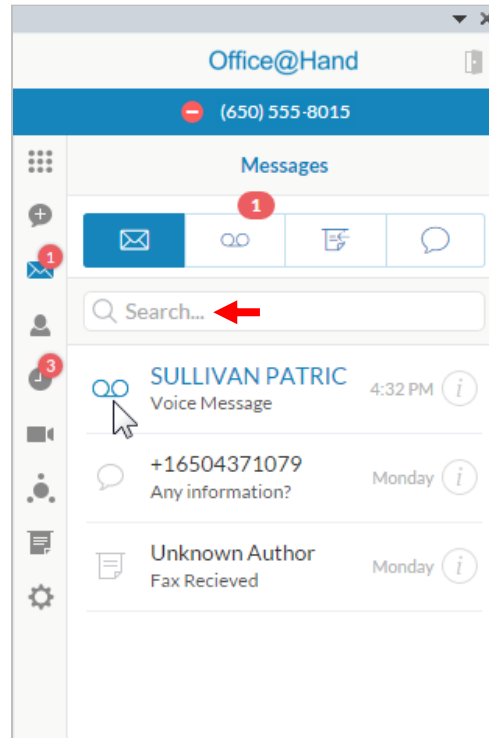 Office@Hand
(650) 555-8015
Messages
1
1
Search...
SULLIVAN PATRIC
4:32 PM
i
Voice Message
3
+16504371079
Monday
i
Any information?
Unknown Author
Monday
i
Fax Recieved